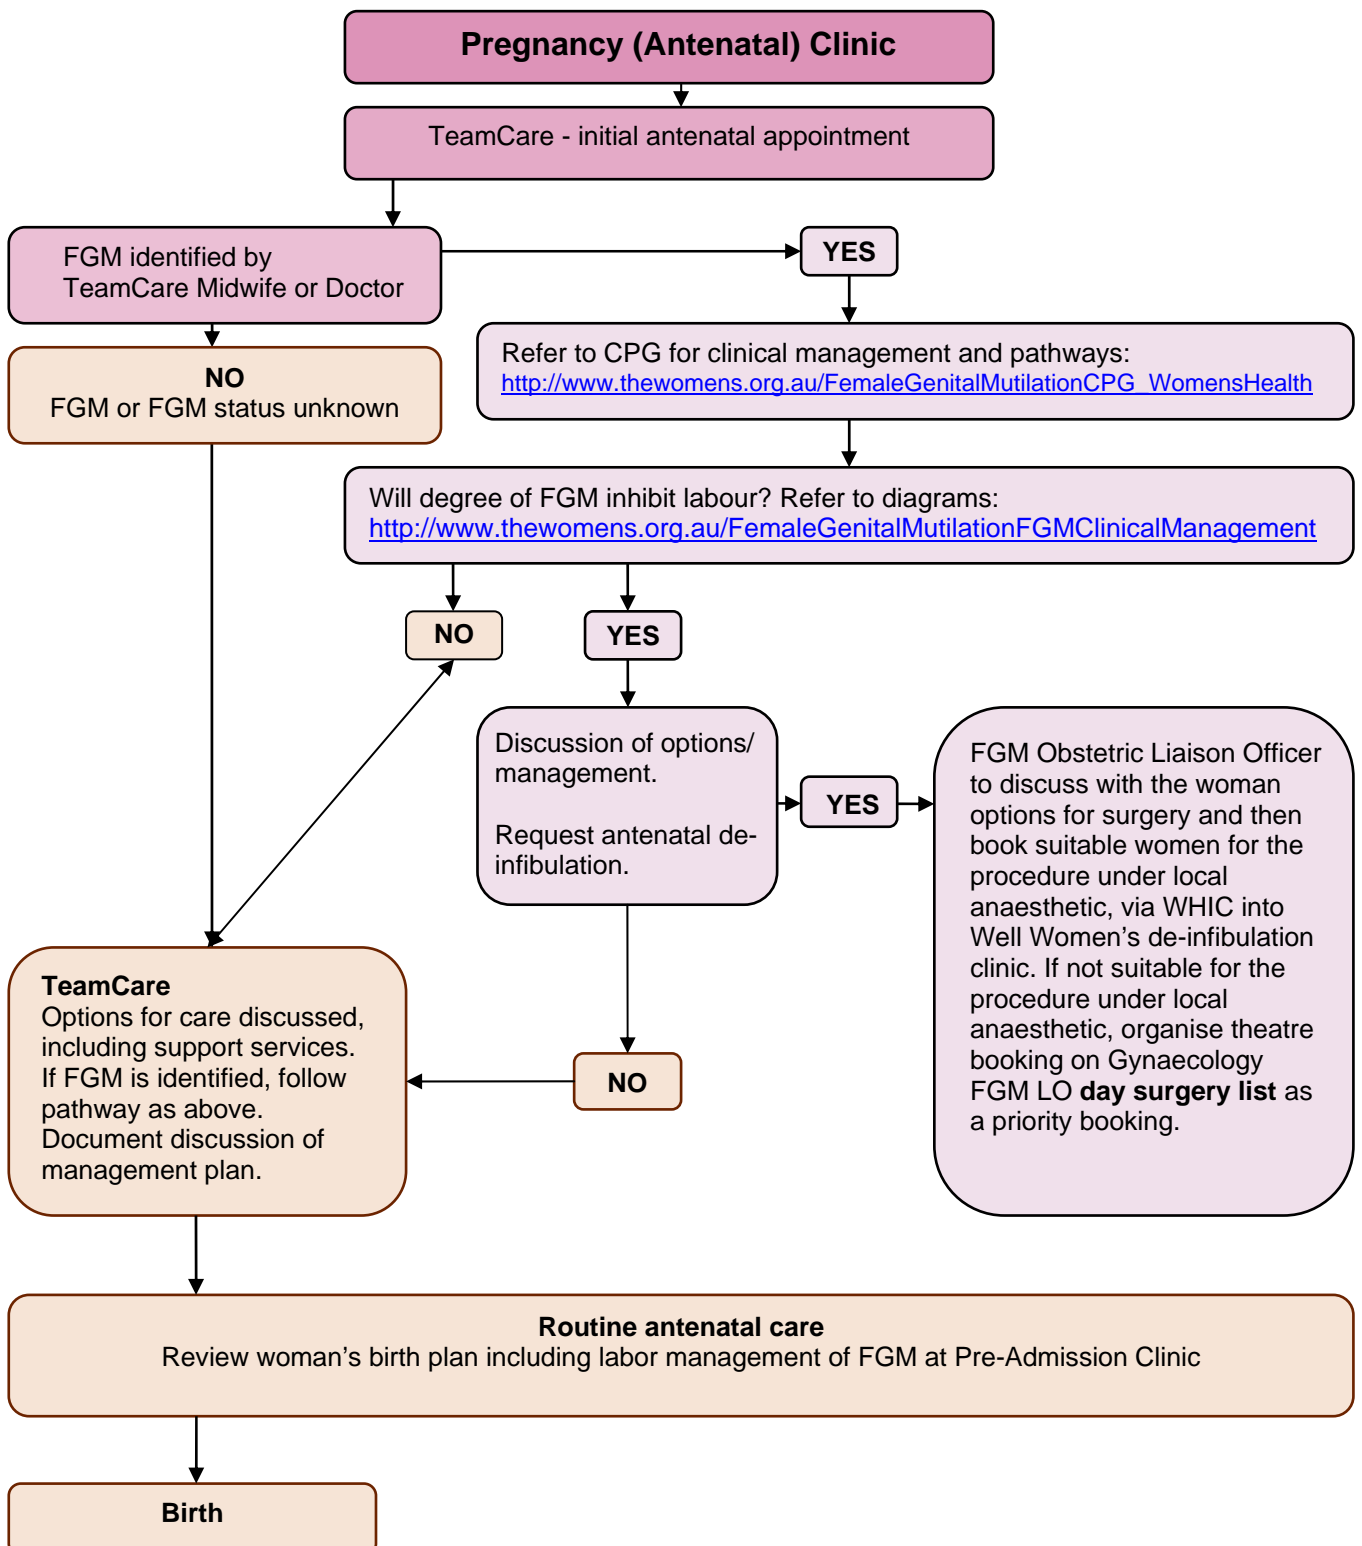 Pregnancy (Antenatal) Clinic
TeamCare - initial antenatal appointment
FGM identified by
TeamCare Midwife or Doctor
YES
NO
FGM or FGM status unknown
Refer to CPG for clinical management and pathways:
http://www.thewomens.org.au/FemaleGenitalMutilationCPG_WomensHealth
Will degree of FGM inhibit labour? Refer to diagrams:
http://www.thewomens.org.au/FemaleGenitalMutilationFGMClinicalManagement
NO
YES
Discussion of options/
management.
Request antenatal de-
infibulation.
YES
FGM Obstetric Liaison Officer
to discuss with the woman
options for surgery and then
book suitable women for the
procedure under local
anaesthetic, via WHIC into
Well Women's de-infibulation
clinic. If not suitable for the
procedure under local
anaesthetic, organise theatre
booking on Gynaecology
FGM LO day surgery list as
a priority booking.
NO
TeamCare
Options for care discussed,
including support services.
If FGM is identified, follow
pathway as above.
Document discussion of
management plan.
Routine antenatal care
Review woman's birth plan including labor management of FGM at Pre-Admission Clinic
Birth